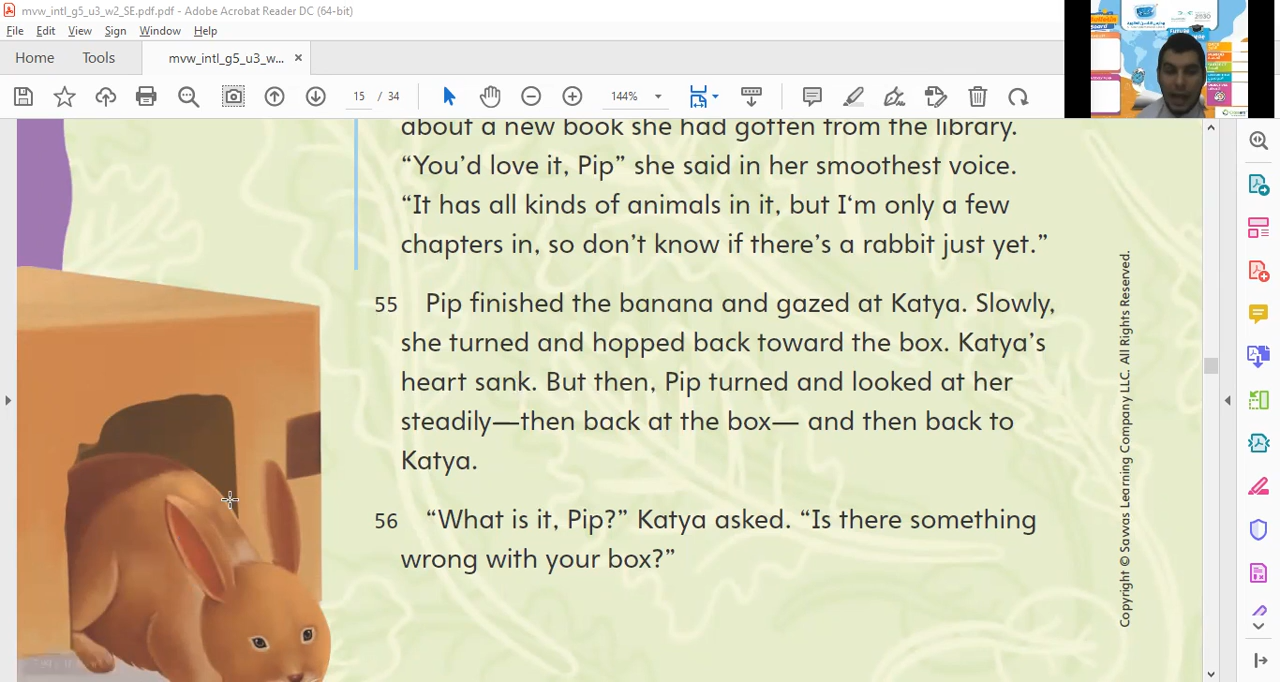 mvw_intl_g5_u3_w2_SE.pdf.pdf - Adobe Acrobat Reader DC (64-bit)
File Edit View Sign Window Help
Home Tools mvw_intl_g5_u3_w... ×
15 / 34 144%
about a new book she had gotten from the library.
“You’d love it, Pip” she said in her smoothest voice.
“It has all kinds of animals in it, but I‘m only a few
chapters in, so don’t know if there’s a rabbit just yet.”
55 Pip finished the banana and gazed at Katya. Slowly,
she turned and hopped back toward the box. Katya’s
heart sank. But then, Pip turned and looked at her
steadily—then back at the box— and then back to
Katya.
56 “What is it, Pip?” Katya asked. “Is there something
wrong with your box?”
Copyright © Savvas Learning Company LLC. All Rights Reserved.